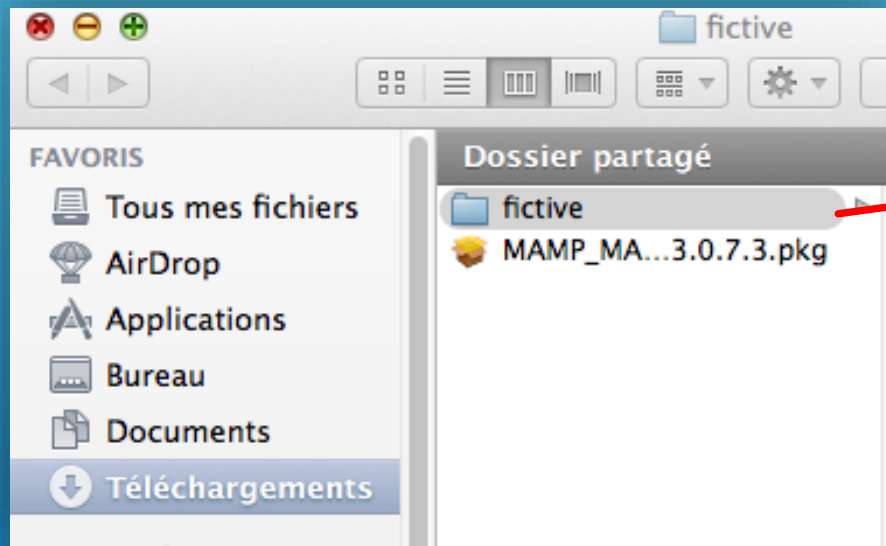 fictive
FAVORIS
Tous mes fichiers
AirDrop
Applications
Bureau
Documents
Téléchargements
Dossier partagé
fictive
MAMP_MA...3.0.7.3.pkg